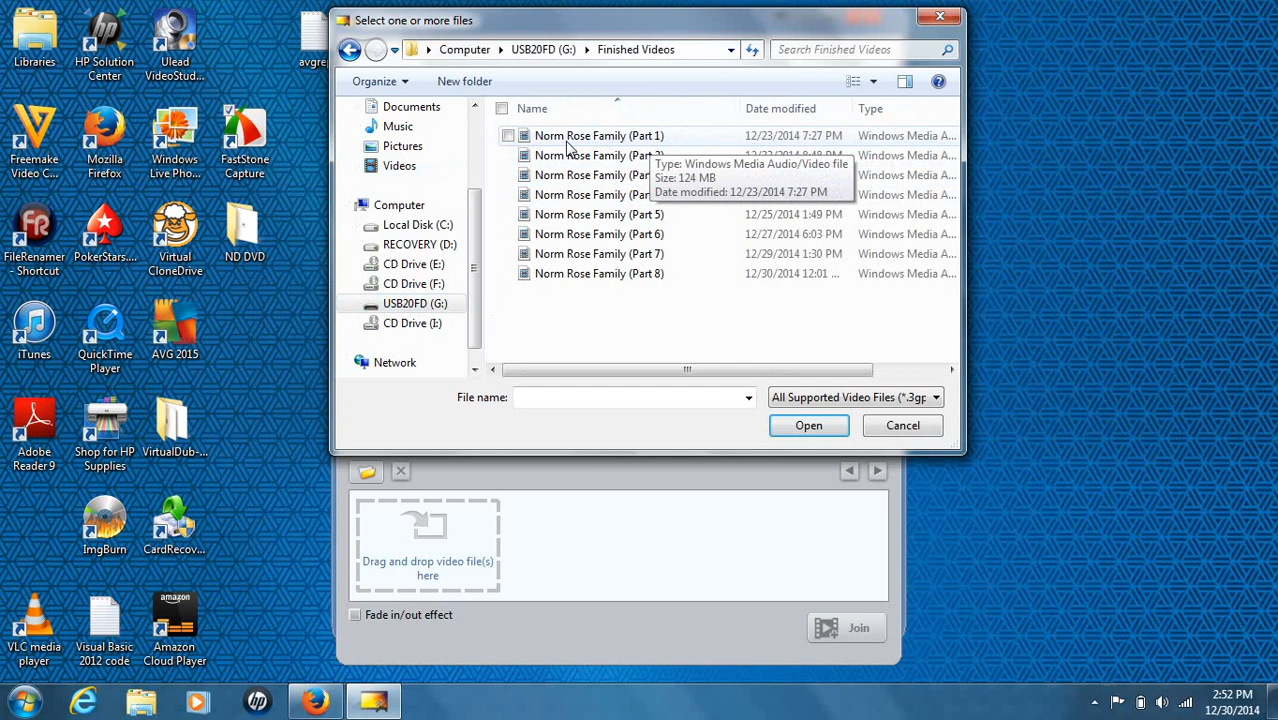 Select one or more files
Computer
USB20FD (G:)
Finished Videos
Search Finished Videos
Organize
New folder
Documents
Music
Pictures
Videos
Computer
Local Disk (C:)
RECOVERY (D:)
CD Drive (E:)
CD Drive (F:)
USB20FD (G:)
CD Drive (I:)
Network
Name
Date modified
Type
Norm Rose Family (Part 1)
12/23/2014 7:27 PM
Windows Media A...
Norm Rose Family (Part
Windows Media A...
Norm Rose Family (Part
Windows Media A...
Norm Rose Family (Part
Windows Media A...
Norm Rose Family (Part 5)
12/25/2014 1:49 PM
Windows Media A...
Norm Rose Family (Part 6)
12/27/2014 6:03 PM
Windows Media A...
Norm Rose Family (Part 7)
12/29/2014 1:30 PM
Windows Media A...
Norm Rose Family (Part 8)
12/30/2014 12:01 ...
Windows Media A...
Type: Windows Media Audio/Video file
Size: 124 MB
Date modified: 12/23/2014 7:27 PM
File name:
All Supported Video Files (*.3gp
Open
Cancel
Drag and drop video file(s)
here
Fade in/out effect
Join
Libraries
HP Solution
Center
Ulead
VideoStud...
avgrep
Freemake
Video C...
Mozilla
Firefox
Windows
Live Pho...
FastStone
Capture
FileRenamer
- Shortcut
PokerStars....
Virtual
CloneDrive
ND DVD
iTunes
QuickTime
Player
AVG 2015
Adobe
Reader 9
Shop for HP
Supplies
VirtualDub-...
ImgBurn
CardRecov...
VLC media
player
Visual Basic
2012 code
amazon
Amazon
Cloud Player
2:52 PM
12/30/2014